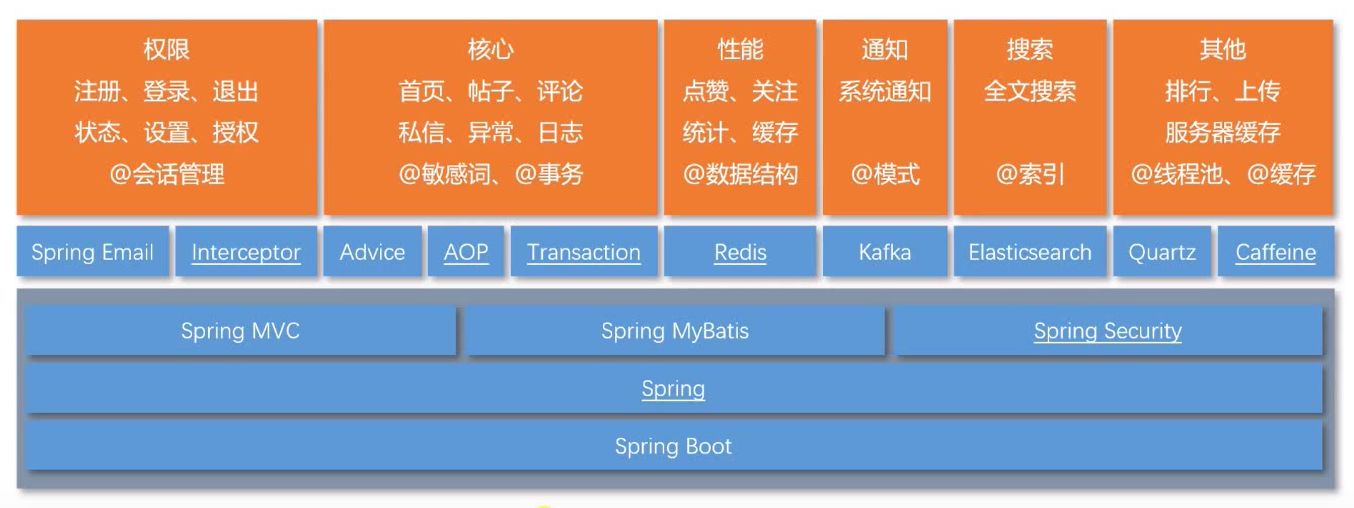 权限
注册、登录、退出
状态、设置、授权
@会话管理
核心
首页、帖子、评论
私信、异常、日志
@敏感词、@事务
性能
点赞、关注
统计、缓存
@数据结构
通知
系统通知
@模式
搜索
全文搜索
@索引
其他
排行、上传
服务器缓存
@线程池、@缓存
Spring Email
Interceptor
Advice
AOP
Transaction
Redis
Kafka
Elasticsearch
Quartz
Caffeine
Spring MVC
Spring MyBatis
Spring Security
Spring
Spring Boot